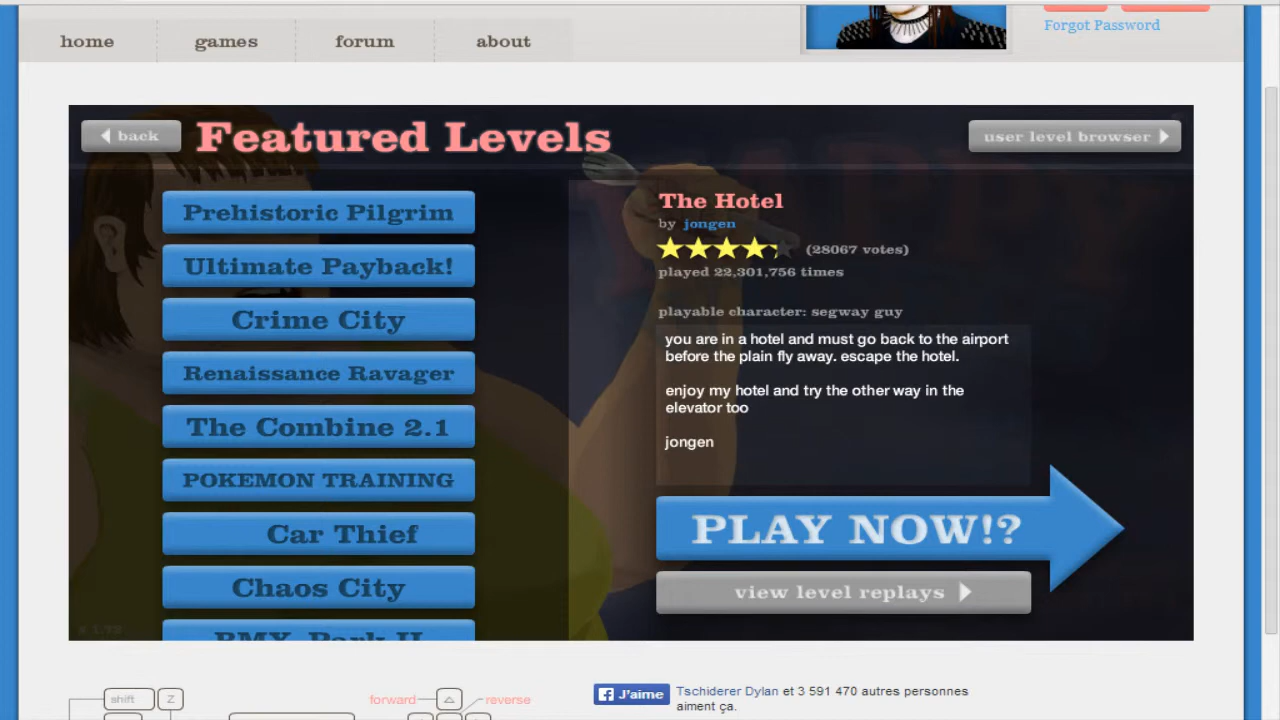 Forgot Password
home games forum about
back
Featured Levels
user level browser
Prehistoric Pilgrim
Ultimate Payback!
Crime City
Renaissance Ravager
The Combine 2.1
POKEMON TRAINING
Car Thief
Chaos City
BMX Park II
The Hotel
by jongen
(28067 votes)
played 22,301,756 times
playable character: segway guy
you are in a hotel and must go back to the airport
before the plain fly away. escape the hotel.
enjoy my hotel and try the other way in the
elevator too
jongen
PLAY NOW!?
view level replays
shift Z
forward reverse
J'aime
Tschiderer Dylan et 3 591 470 autres personnes
aiment ça.